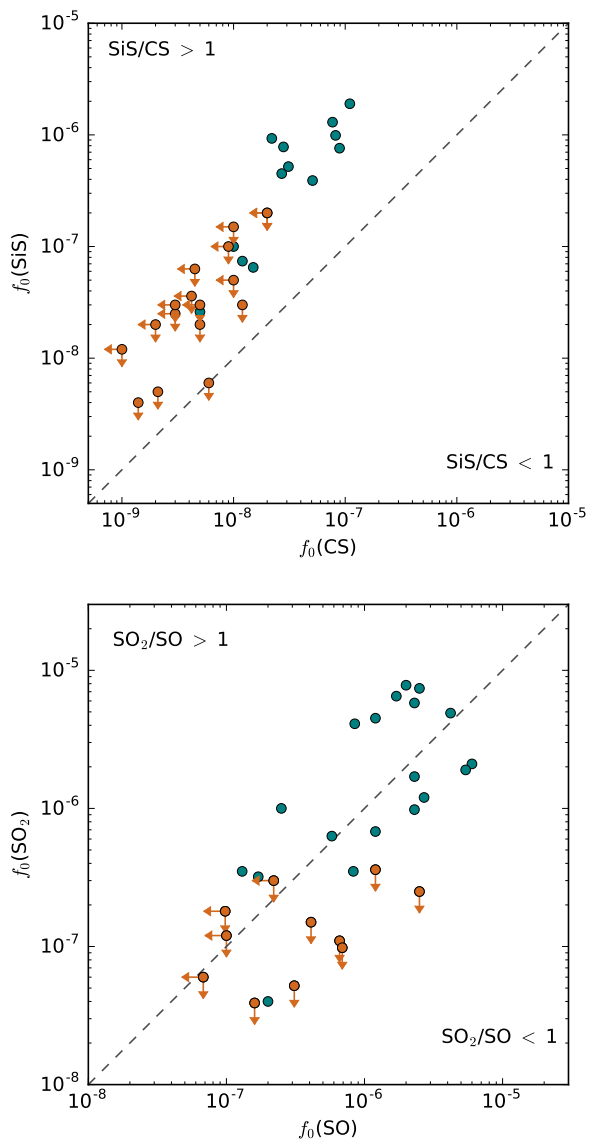 10⁻⁵
SiS/CS > 1
10⁻⁶
10⁻⁷
f₀(SiS)
10⁻⁸
10⁻⁹
SiS/CS < 1
10⁻⁹ 10⁻⁸ 10⁻⁷ 10⁻⁶ 10⁻⁵
f₀(CS)
SO₂/SO > 1
10⁻⁵
10⁻⁶
f₀(SO₂)
10⁻⁷
SO₂/SO < 1
10⁻⁸
10⁻⁸ 10⁻⁷ 10⁻⁶ 10⁻⁵
f₀(SO)